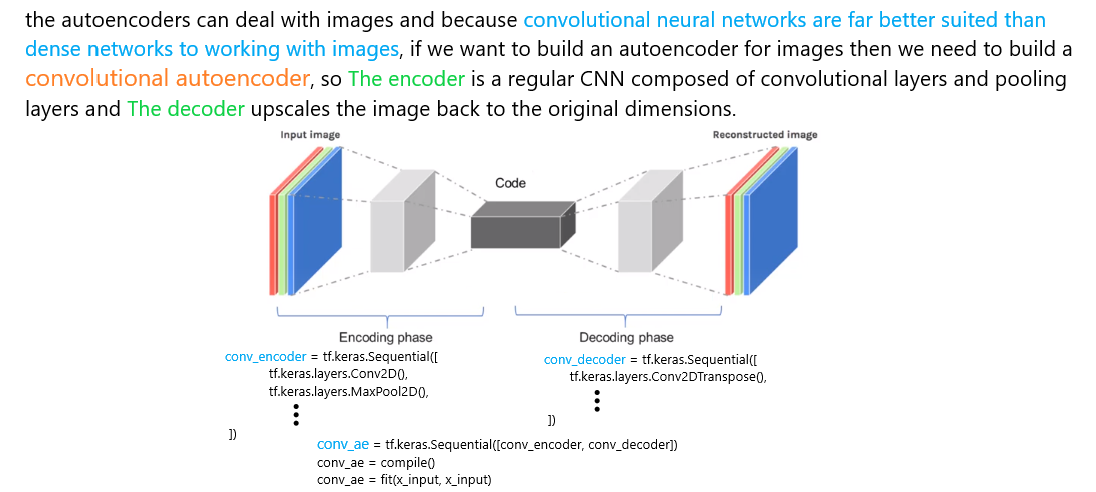 the autoencoders can deal with images and because convolutional neural networks are far better suited than
dense networks to working with images, if we want to build an autoencoder for images then we need to build a
convolutional autoencoder, so The encoder is a regular CNN composed of convolutional layers and pooling
layers and The decoder upscales the image back to the original dimensions.
Input image
Reconstructed image
Code
Encoding phase
Decoding phase
conv_encoder = tf.keras.Sequential([
tf.keras.layers.Conv2D(),
tf.keras.layers.MaxPool2D(),
])
conv_decoder = tf.keras.Sequential([
tf.keras.layers.Conv2DTranspose(),
])
conv_ae = tf.keras.Sequential([conv_encoder, conv_decoder])
conv_ae = compile()
conv_ae = fit(x_input, x_input)